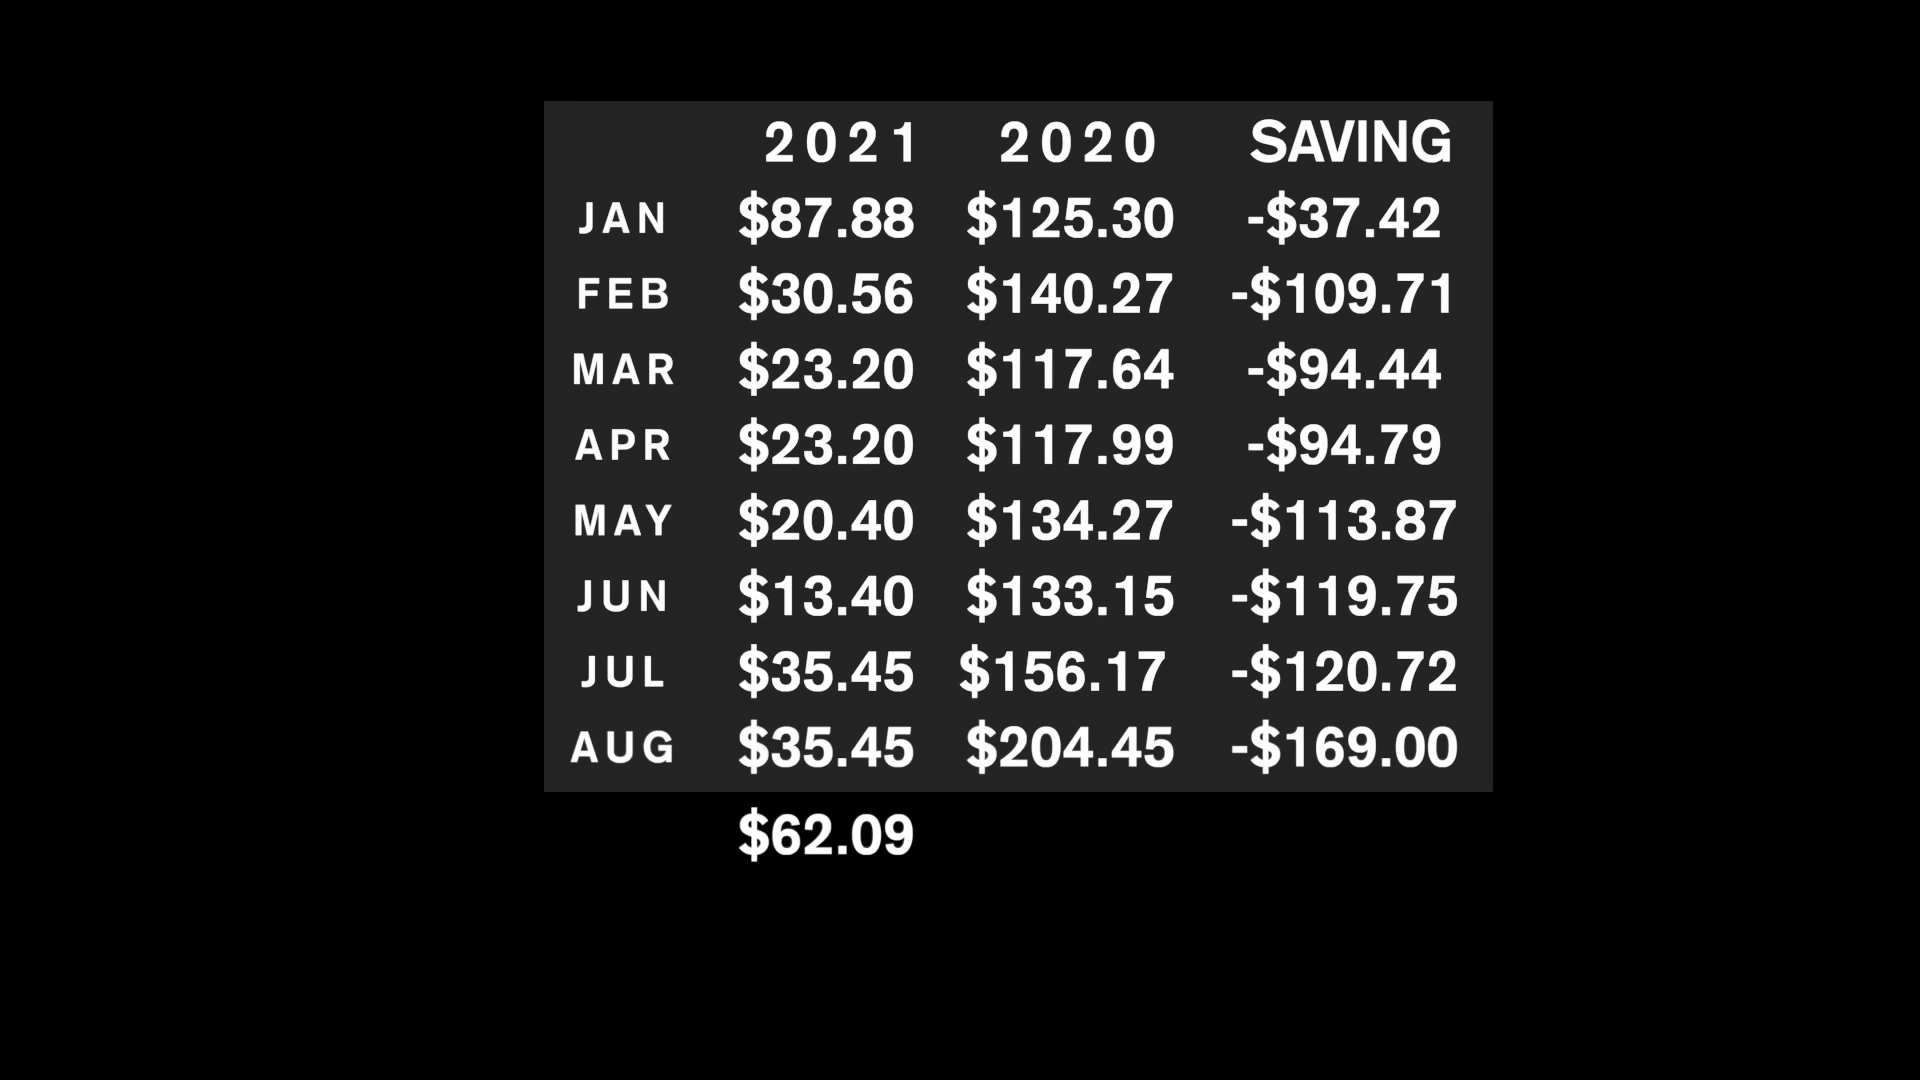 2021 2020 SAVING
JAN $87.88 $125.30 -$37.42
FEB $30.56 $140.27 -$109.71
MAR $23.20 $117.64 -$94.44
APR $23.20 $117.99 -$94.79
MAY $20.40 $134.27 -$113.87
JUN $13.40 $133.15 -$119.75
JUL $35.45 $156.17 -$120.72
AUG $35.45 $204.45 -$169.00
$62.09